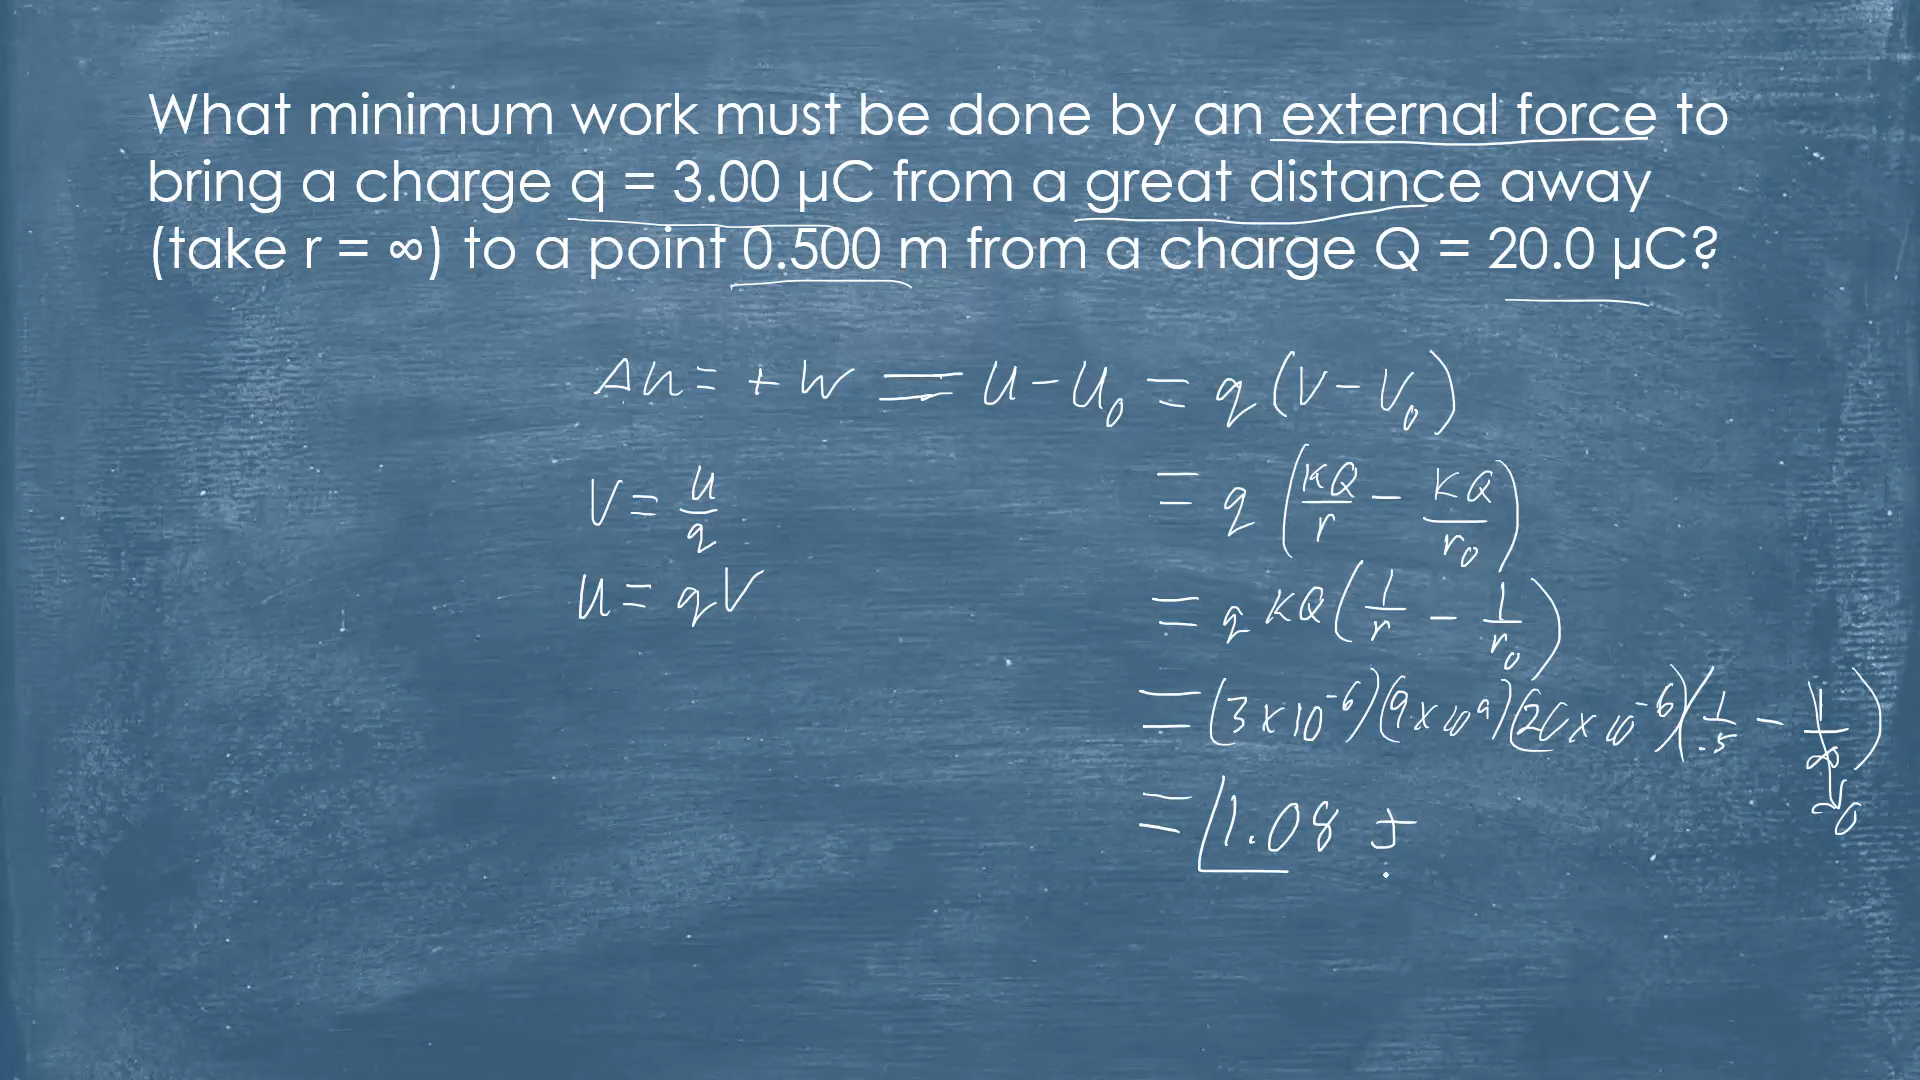 What minimum work must be done by an external force to
bring a charge q = 3.00 µC from a great distance away
(take r = ∞) to a point 0.500 m from a charge Q = 20.0 µC?
Δu = + W = u - u₀ = q (V - V₀)
V = u/q
= q (kQ/r - kQ/r₀)
u = qV
= q kQ (1/r - 1/r₀)
= (3 x 10⁻⁶)(9 x 10⁹)(20 x 10⁻⁶)(1/.5 - 1/∞)
0
= 1.08 J